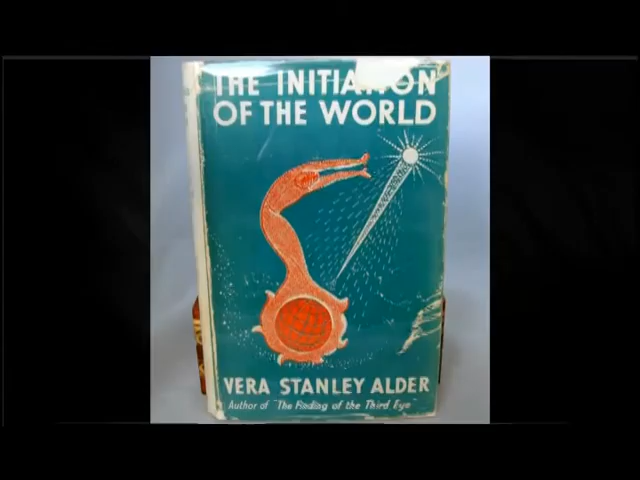 THE INITIATION
OF THE WORLD
VERA STANLEY ALDER
Author of "The Finding of the Third Eye"